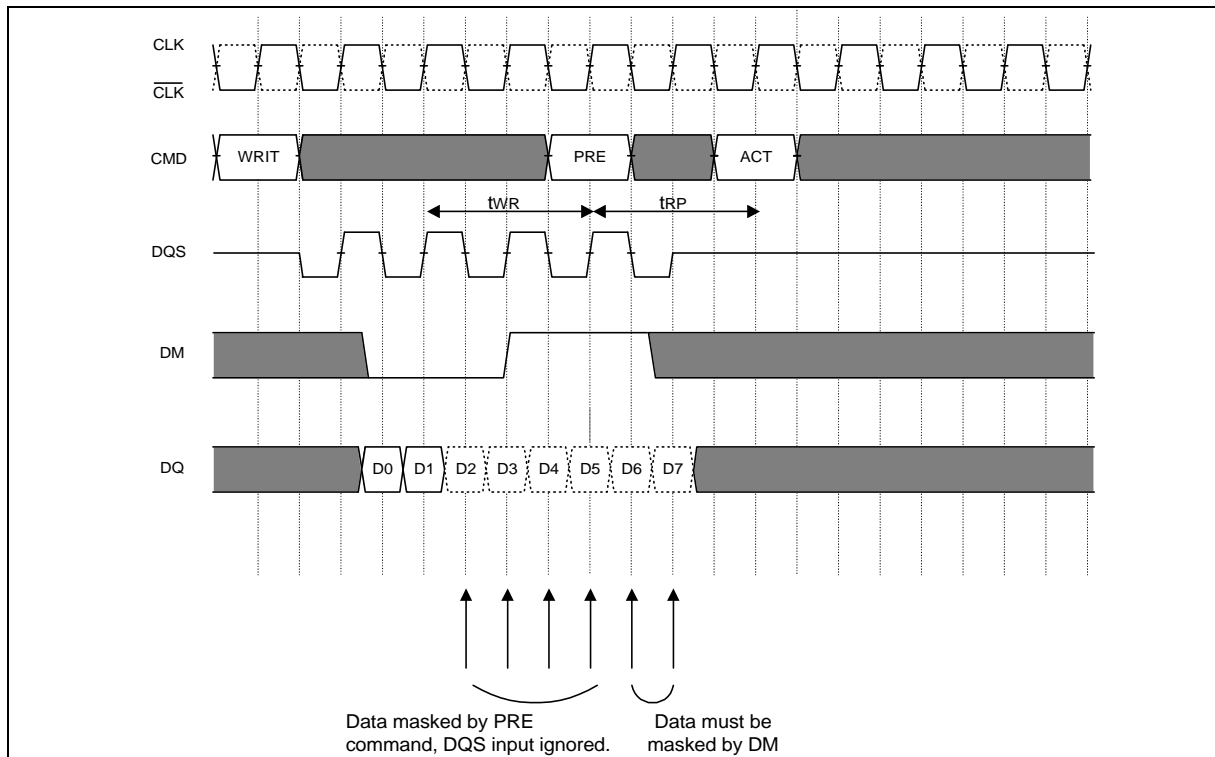 CLK
CLK
CMD
WRIT
PRE
ACT
tWR
tRP
DQS
DM
DQ
D0
D1
D2
D3
D4
D5
D6
D7
Data masked by PRE
command, DQS input ignored.
Data must be
masked by DM